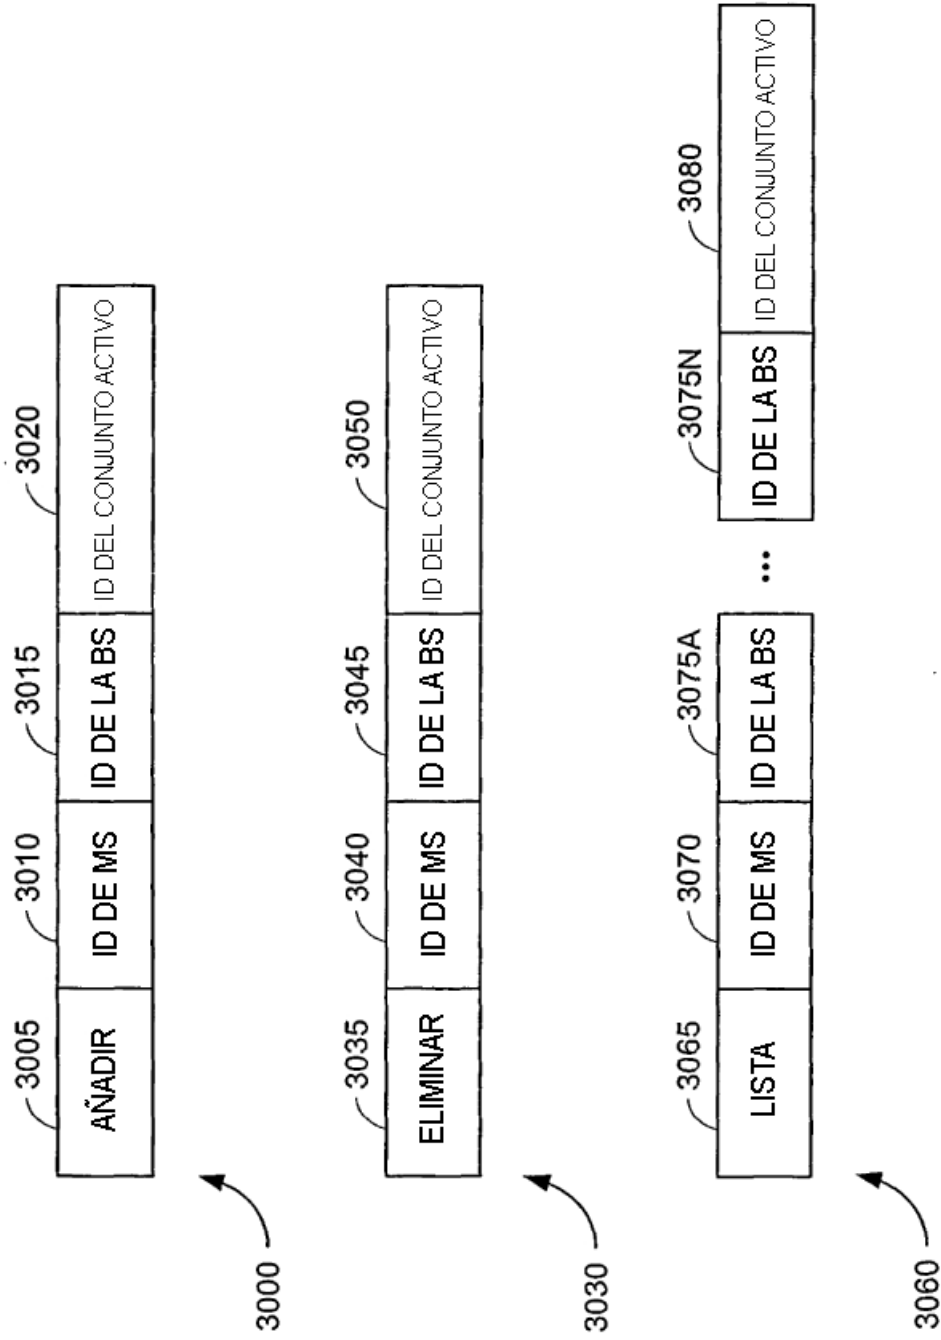 3005 3010 3015 3020
AÑADIR ID DE MS ID DE LA BS ID DEL CONJUNTO ACTIVO
3000
3035 3040 3045 3050
ELIMINAR ID DE MS ID DE LA BS ID DEL CONJUNTO ACTIVO
3030
3065 3070 3075A 3075N 3080
LISTA ID DE MS ID DE LA BS ... ID DE LA BS ID DEL CONJUNTO ACTIVO
3060